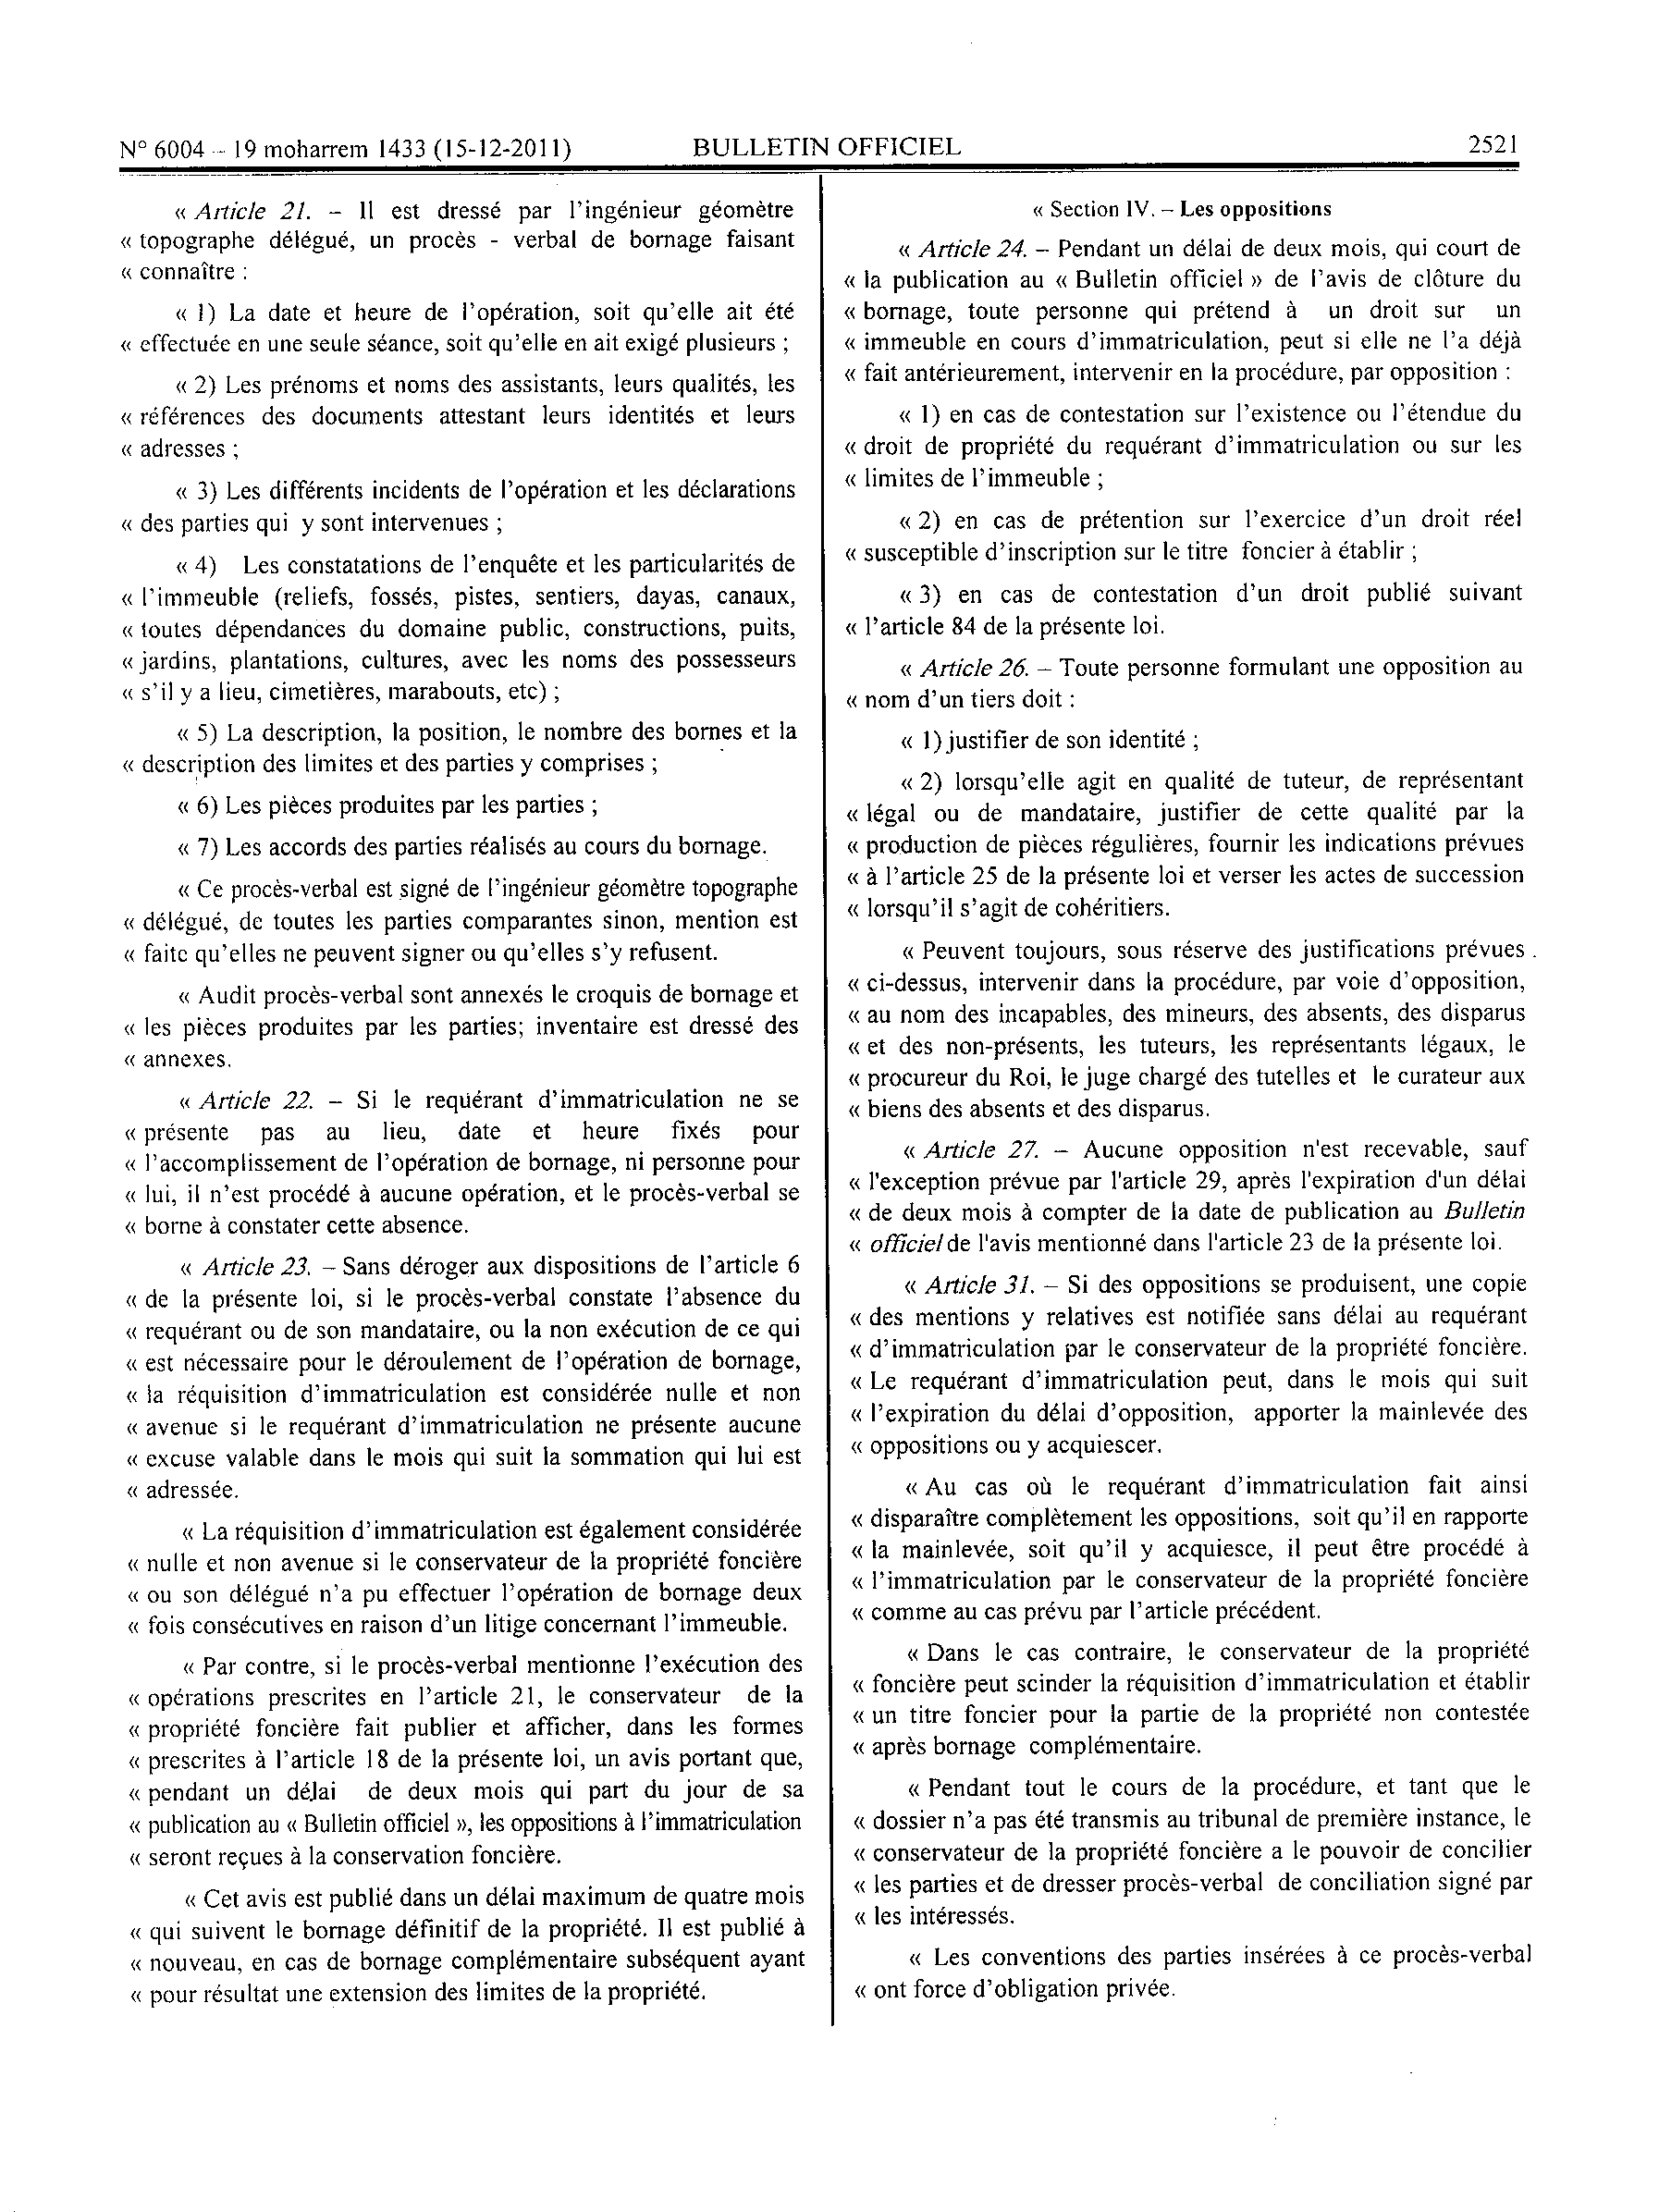 N° 6004 – 19 moharrem 1433 (15-12-2011) BULLETIN OFFICIEL 2521
« Article 21. – Il est dressé par l'ingénieur géomètre
« topographe délégué, un procès - verbal de bornage faisant
« connaître :
« 1) La date et heure de l'opération, soit qu'elle ait été
« effectuée en une seule séance, soit qu'elle en ait exigé plusieurs ;
« 2) Les prénoms et noms des assistants, leurs qualités, les
« références des documents attestant leurs identités et leurs
« adresses ;
« 3) Les différents incidents de l'opération et les déclarations
« des parties qui y sont intervenues ;
« 4) Les constatations de l'enquête et les particularités de
« l'immeuble (reliefs, fossés, pistes, sentiers, dayas, canaux,
« toutes dépendances du domaine public, constructions, puits,
« jardins, plantations, cultures, avec les noms des possesseurs
« s'il y a lieu, cimetières, marabouts, etc) ;
« 5) La description, la position, le nombre des bornes et la
« description des limites et des parties y comprises ;
« 6) Les pièces produites par les parties ;
« 7) Les accords des parties réalisés au cours du bornage.
« Ce procès-verbal est signé de l'ingénieur géomètre topographe
« délégué, de toutes les parties comparantes sinon, mention est
« faite qu'elles ne peuvent signer ou qu'elles s'y refusent.
« Audit procès-verbal sont annexés le croquis de bornage et
« les pièces produites par les parties; inventaire est dressé des
« annexes.
« Article 22. – Si le requérant d'immatriculation ne se
« présente pas au lieu, date et heure fixés pour
« l'accomplissement de l'opération de bornage, ni personne pour
« lui, il n'est procédé à aucune opération, et le procès-verbal se
« borne à constater cette absence.
« Article 23. – Sans déroger aux dispositions de l'article 6
« de la présente loi, si le procès-verbal constate l'absence du
« requérant ou de son mandataire, ou la non exécution de ce qui
« est nécessaire pour le déroulement de l'opération de bornage,
« la réquisition d'immatriculation est considérée nulle et non
« avenue si le requérant d'immatriculation ne présente aucune
« excuse valable dans le mois qui suit la sommation qui lui est
« adressée.
« La réquisition d'immatriculation est également considérée
« nulle et non avenue si le conservateur de la propriété foncière
« ou son délégué n'a pu effectuer l'opération de bornage deux
« fois consécutives en raison d'un litige concernant l'immeuble.
« Par contre, si le procès-verbal mentionne l'exécution des
« opérations prescrites en l'article 21, le conservateur de la
« propriété foncière fait publier et afficher, dans les formes
« prescrites à l'article 18 de la présente loi, un avis portant que,
« pendant un délai de deux mois qui part du jour de sa
« publication au « Bulletin officiel », les oppositions à l'immatriculation
« seront reçues à la conservation foncière.
« Cet avis est publié dans un délai maximum de quatre mois
« qui suivent le bornage définitif de la propriété. Il est publié à
« nouveau, en cas de bornage complémentaire subséquent ayant
« pour résultat une extension des limites de la propriété.
« Section IV. – Les oppositions
« Article 24. – Pendant un délai de deux mois, qui court de
« la publication au « Bulletin officiel » de l'avis de clôture du
« bornage, toute personne qui prétend à un droit sur un
« immeuble en cours d'immatriculation, peut si elle ne l'a déjà
« fait antérieurement, intervenir en la procédure, par opposition :
« 1) en cas de contestation sur l'existence ou l'étendue du
« droit de propriété du requérant d'immatriculation ou sur les
« limites de l'immeuble ;
« 2) en cas de prétention sur l'exercice d'un droit réel
« susceptible d'inscription sur le titre foncier à établir ;
« 3) en cas de contestation d'un droit publié suivant
« l'article 84 de la présente loi.
« Article 26. – Toute personne formulant une opposition au
« nom d'un tiers doit :
« 1) justifier de son identité ;
« 2) lorsqu'elle agit en qualité de tuteur, de représentant
« légal ou de mandataire, justifier de cette qualité par la
« production de pièces régulières, fournir les indications prévues
« à l'article 25 de la présente loi et verser les actes de succession
« lorsqu'il s'agit de cohéritiers.
« Peuvent toujours, sous réserve des justifications prévues
« ci-dessus, intervenir dans la procédure, par voie d'opposition,
« au nom des incapables, des mineurs, des absents, des disparus
« et des non-présents, les tuteurs, les représentants légaux, le
« procureur du Roi, le juge chargé des tutelles et le curateur aux
« biens des absents et des disparus.
« Article 27. – Aucune opposition n'est recevable, sauf
« l'exception prévue par l'article 29, après l'expiration d'un délai
« de deux mois à compter de la date de publication au Bulletin
« officiel de l'avis mentionné dans l'article 23 de la présente loi.
« Article 31. – Si des oppositions se produisent, une copie
« des mentions y relatives est notifiée sans délai au requérant
« d'immatriculation par le conservateur de la propriété foncière.
« Le requérant d'immatriculation peut, dans le mois qui suit
« l'expiration du délai d'opposition, apporter la mainlevée des
« oppositions ou y acquiescer.
« Au cas où le requérant d'immatriculation fait ainsi
« disparaître complètement les oppositions, soit qu'il en rapporte
« la mainlevée, soit qu'il y acquiesce, il peut être procédé à
« l'immatriculation par le conservateur de la propriété foncière
« comme au cas prévu par l'article précédent.
« Dans le cas contraire, le conservateur de la propriété
« foncière peut scinder la réquisition d'immatriculation et établir
« un titre foncier pour la partie de la propriété non contestée
« après bornage complémentaire.
« Pendant tout le cours de la procédure, et tant que le
« dossier n'a pas été transmis au tribunal de première instance, le
« conservateur de la propriété foncière a le pouvoir de concilier
« les parties et de dresser procès-verbal de conciliation signé par
« les intéressés.
« Les conventions des parties insérées à ce procès-verbal
« ont force d'obligation privée.